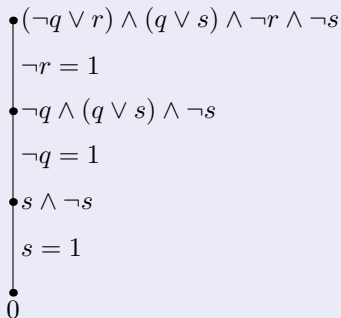 (¬q ∨ r) ∧ (q ∨ s) ∧ ¬r ∧ ¬s
¬r = 1
¬q ∧ (q ∨ s) ∧ ¬s
¬q = 1
s ∧ ¬s
s = 1
0